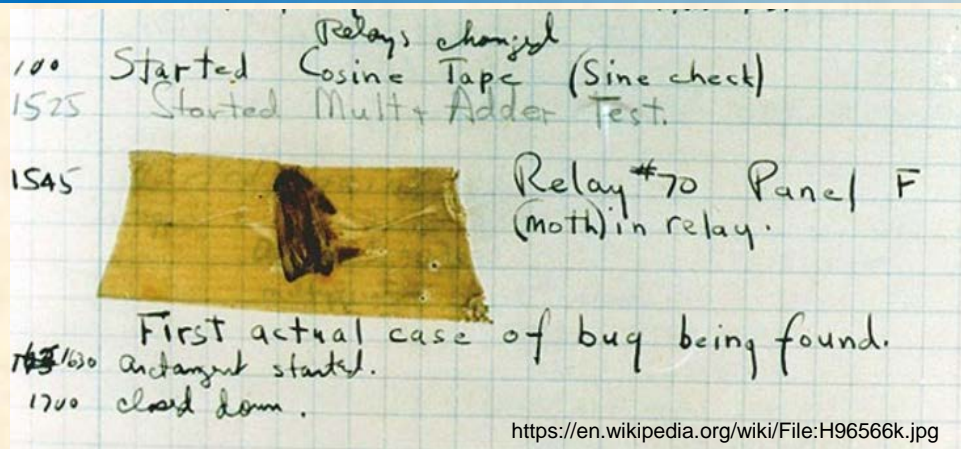 Relays changed
1100 Started Cosine Tape (Sine check)
1525 Started Mult + Adder Test.
1545 Relay #70 Panel F
(moth) in relay.
First actual case of bug being found.
1630 arctangent started.
1700 closed down.
https://en.wikipedia.org/wiki/File:H96566k.jpg